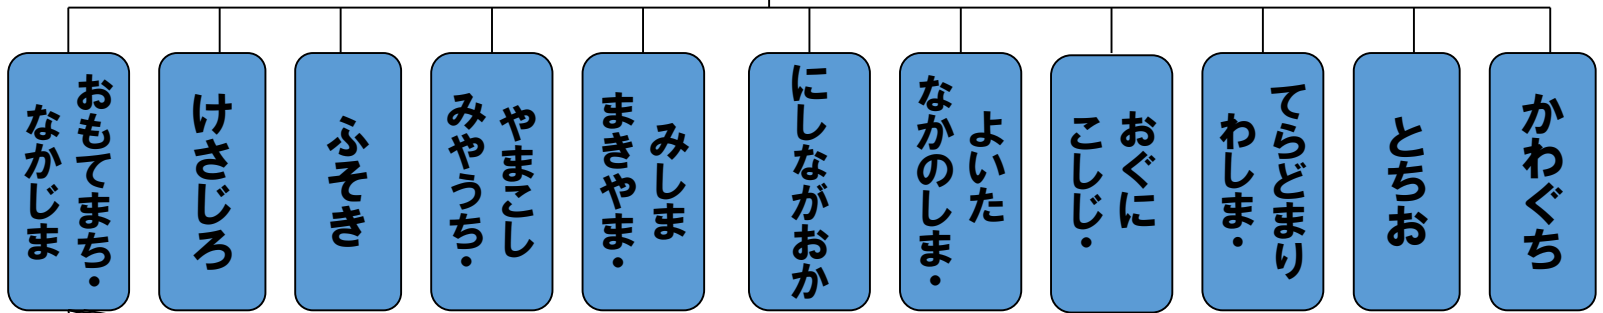 おもてまち・
なかじま
けさじろ
ふそき
みやうち・
やまこし
まきやま・
みしま
にしながおか
なかのしま・
よいた
こしじ・
おぐに
わしま・
てらどまり
とちお
かわぐち